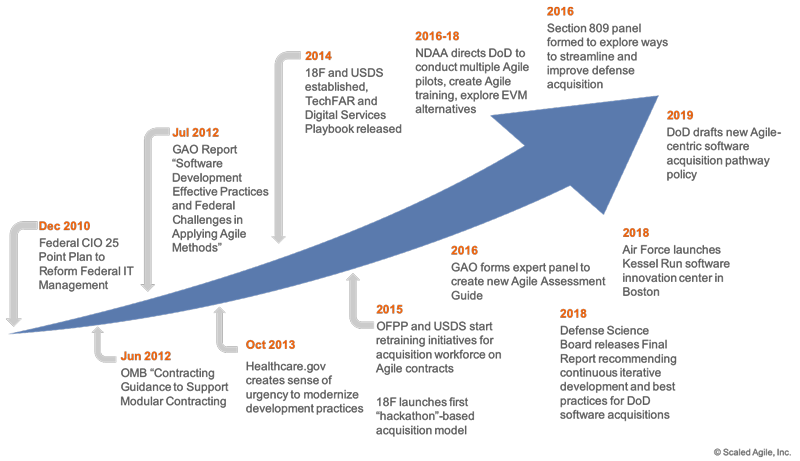 Dec 2010
Federal CIO 25
Point Plan to
Reform Federal IT
Management
Jun 2012
OMB “Contracting
Guidance to Support
Modular Contracting
Jul 2012
GAO Report
“Software
Development
Effective Practices
and Federal
Challenges in
Applying Agile
Methods”
Oct 2013
Healthcare.gov
creates sense of
urgency to modernize
development practices
2014
18F and USDS
established,
TechFAR and
Digital Services
Playbook released
2015
OFPP and USDS start
retraining initiatives for
acquisition workforce on
Agile contracts
18F launches first
“hackathon”-based
acquisition model
2016-18
NDAA directs DoD to
conduct multiple Agile
pilots, create Agile
training, explore EVM
alternatives
2016
GAO forms expert panel to
create new Agile Assessment
Guide
2016
Section 809 panel
formed to explore ways
to streamline and
improve defense
acquisition
2018
Defense Science
Board releases Final
Report recommending
continuous iterative
development and best
practices for DoD
software acquisitions
2018
Air Force launches
Kessel Run software
innovation center in
Boston
2019
DoD drafts new Agile-
centric software
acquisition pathway
policy
© Scaled Agile, Inc.